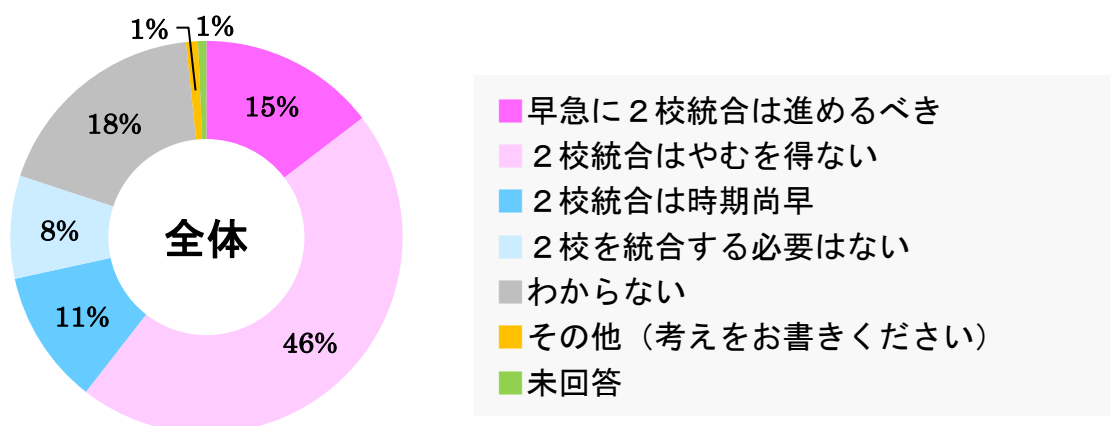 1%
1%
15%
18%
8%
全体
11%
46%
早急に２校統合は進めるべき
２校統合はやむを得ない
２校統合は時期尚早
２校を統合する必要はない
わからない
その他（考えをお書きください）
未回答